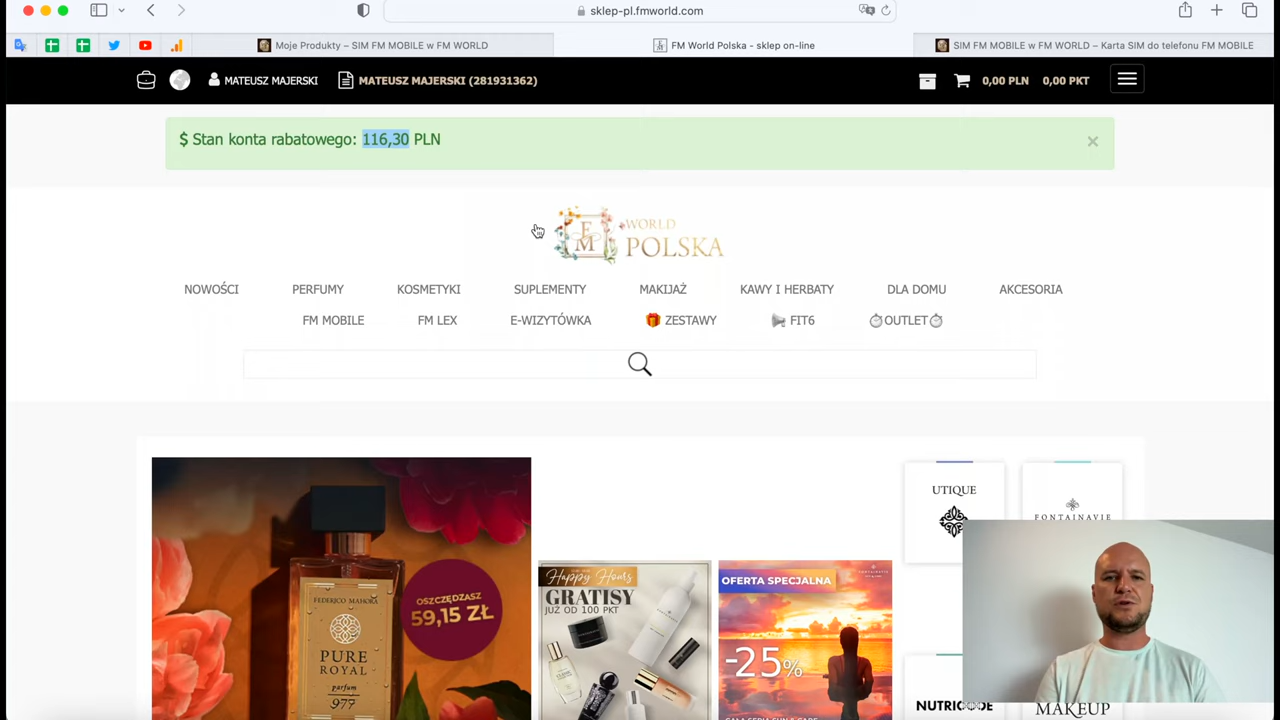 sklep-pl.fmworld.com
Moje Produkty – SIM FM MOBILE w FM WORLD
FM World Polska - sklep on-line
SIM FM MOBILE w FM WORLD – Karta SIM do telefonu FM MOBILE
MATEUSZ MAJERSKI
MATEUSZ MAJERSKI (281931362)
0,00 PLN
0,00 PKT
$ Stan konta rabatowego: 116,30 PLN
×
FM
WORLD
POLSKA
NOWOŚCI
PERFUMY
KOSMETYKI
SUPLEMENTY
MAKIJAŻ
KAWY I HERBATY
DLA DOMU
AKCESORIA
FM MOBILE
FM LEX
E-WIZYTÓWKA
ZESTAWY
FIT6
OUTLET
OSZCZĘDZASZ
59,15 ZŁ
FEDERICO MAHORA
PURE
ROYAL
parfum
977
Happy Hours
GRATISY
JUŻ OD 100 PKT
OFERTA SPECJALNA
-25%
UTIQUE
FONTAINAVIE
MAKEUP